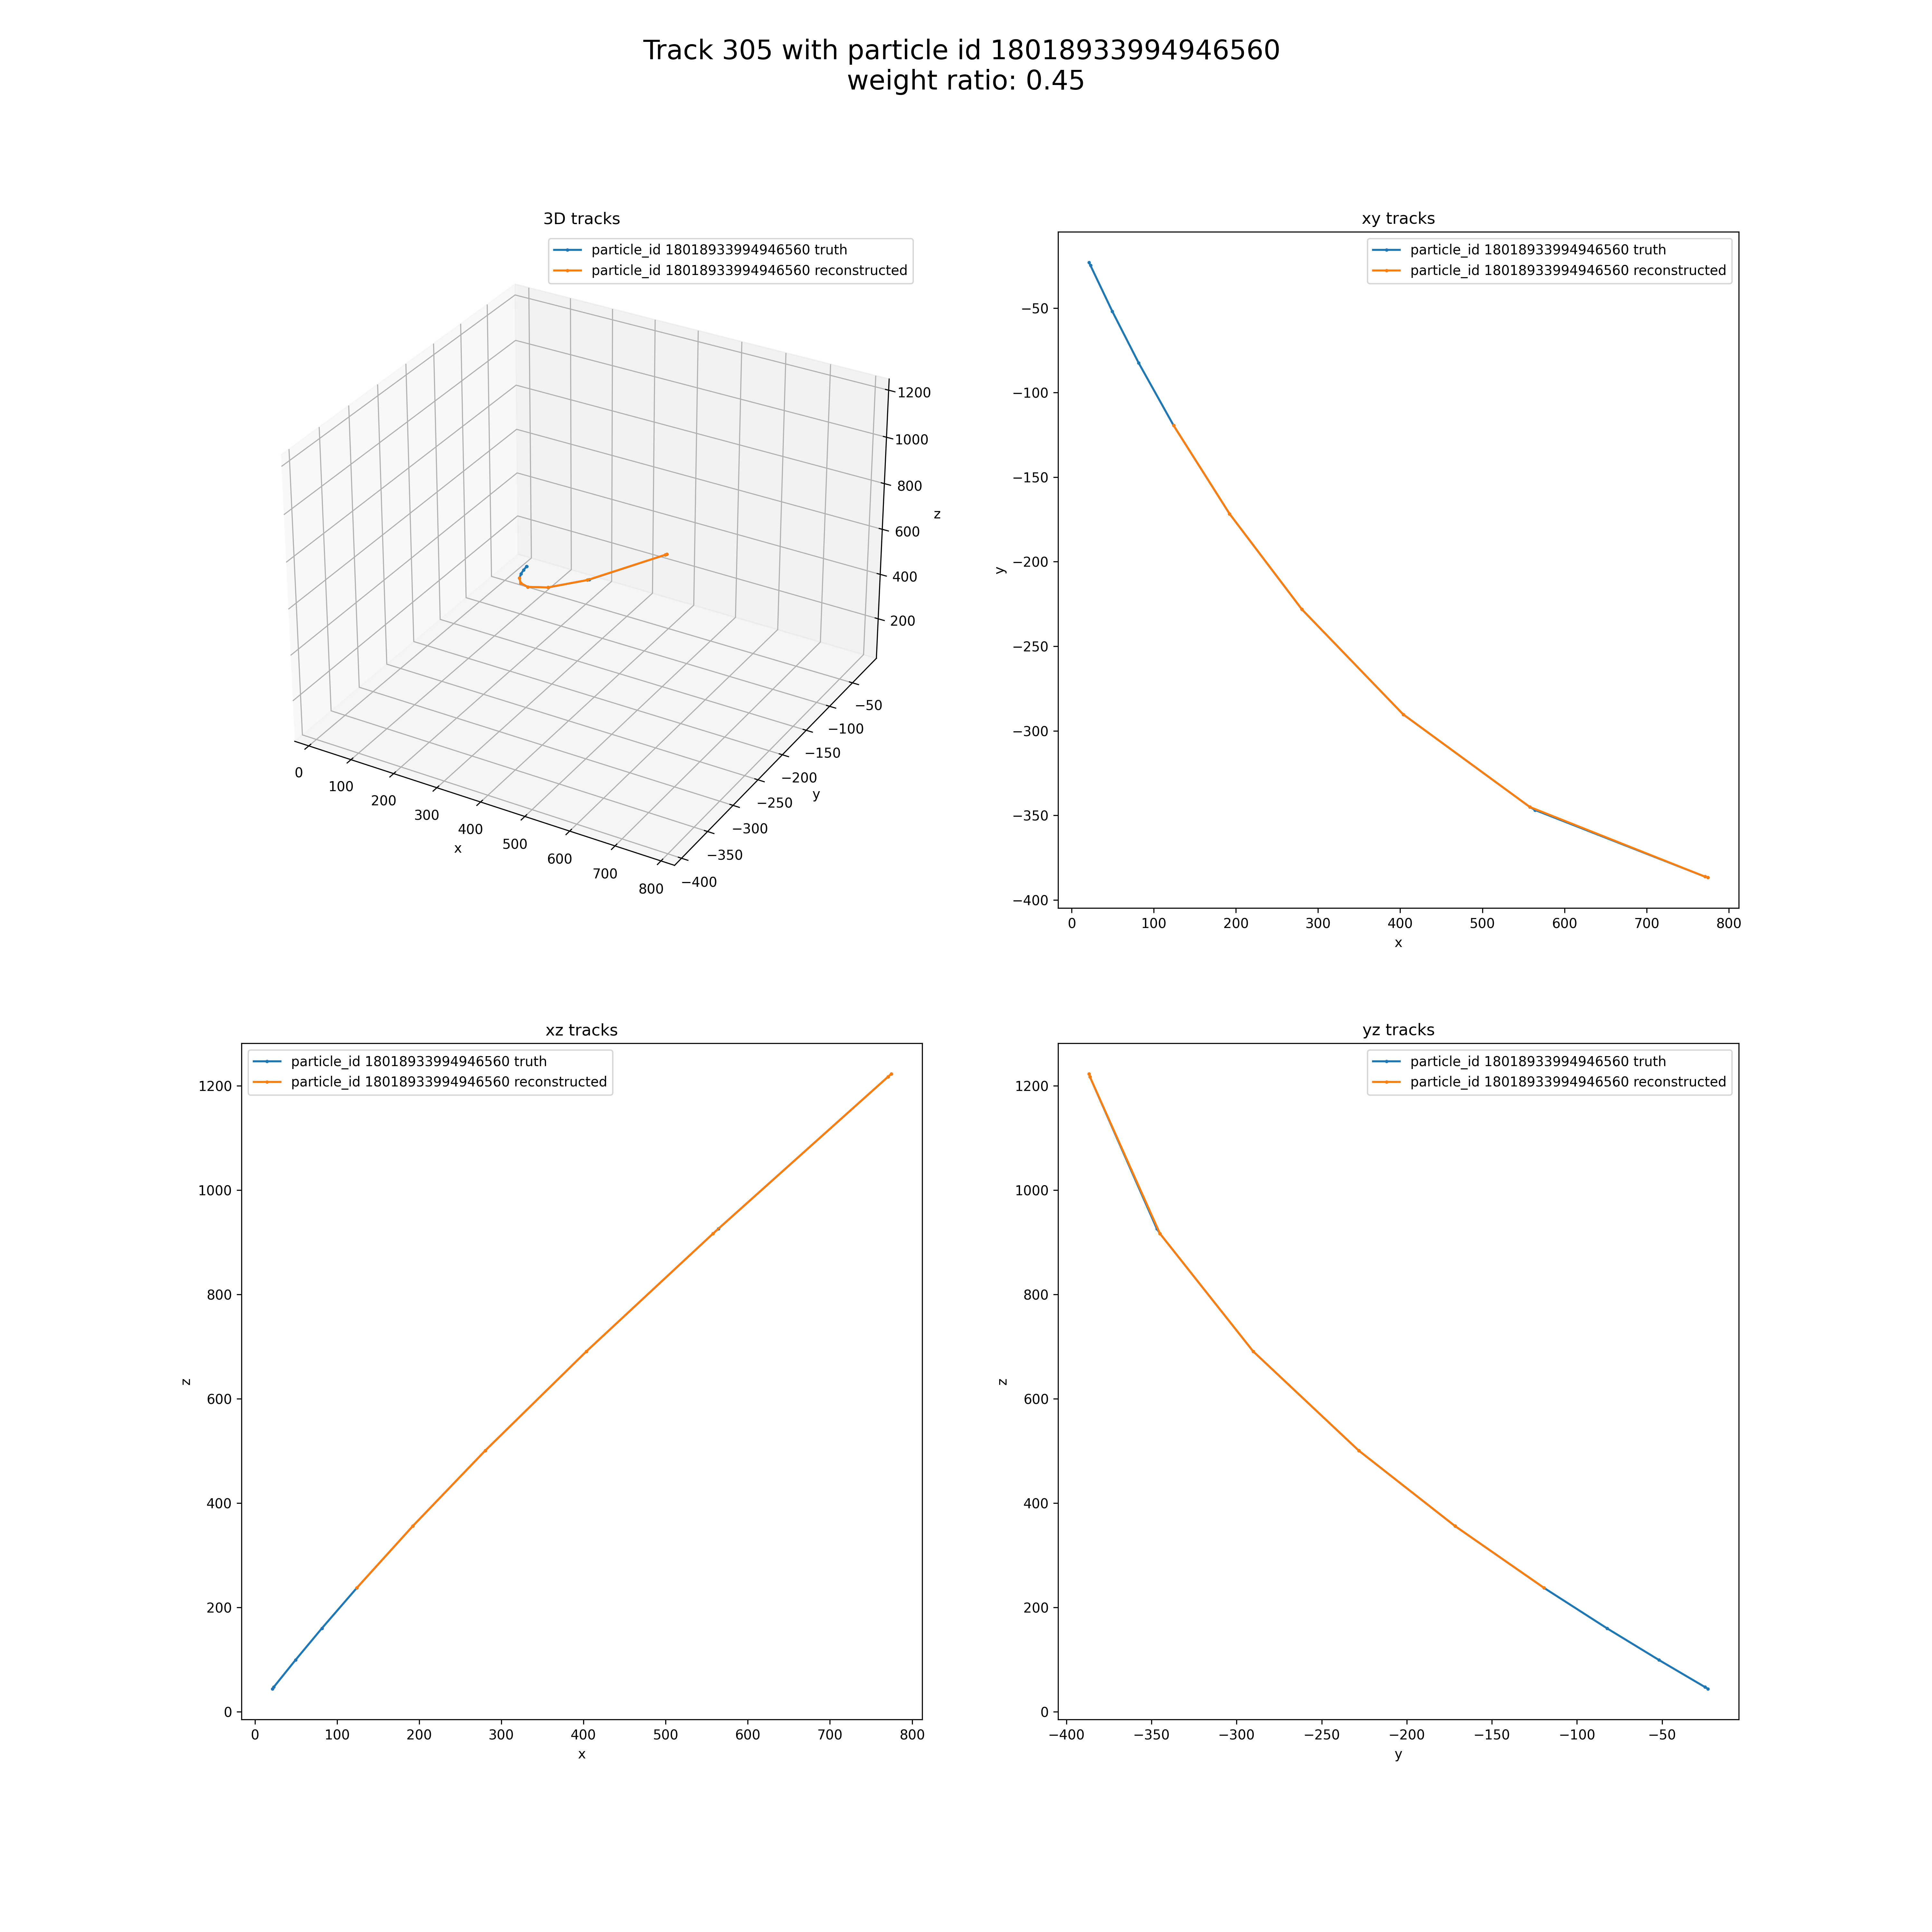 Track 305 with particle id 18018933994946560
weight ratio: 0.45
3D tracks
particle_id 18018933994946560 truth
particle_id 18018933994946560 reconstructed
1200
1000
800
z
600
400
200
−50
−100
−150
−200
y
−250
−300
−350
−400
0
100
200
300
400
x
500
600
700
800
xy tracks
particle_id 18018933994946560 truth
particle_id 18018933994946560 reconstructed
−50
−100
−150
−200
y
−250
−300
−350
−400
0 100 200 300 400 500 600 700 800
x
xz tracks
particle_id 18018933994946560 truth
particle_id 18018933994946560 reconstructed
1200
1000
800
z
600
400
200
0
0 100 200 300 400 500 600 700 800
x
yz tracks
particle_id 18018933994946560 truth
particle_id 18018933994946560 reconstructed
1200
1000
800
z
600
400
200
0
−400 −350 −300 −250 −200 −150 −100 −50
y